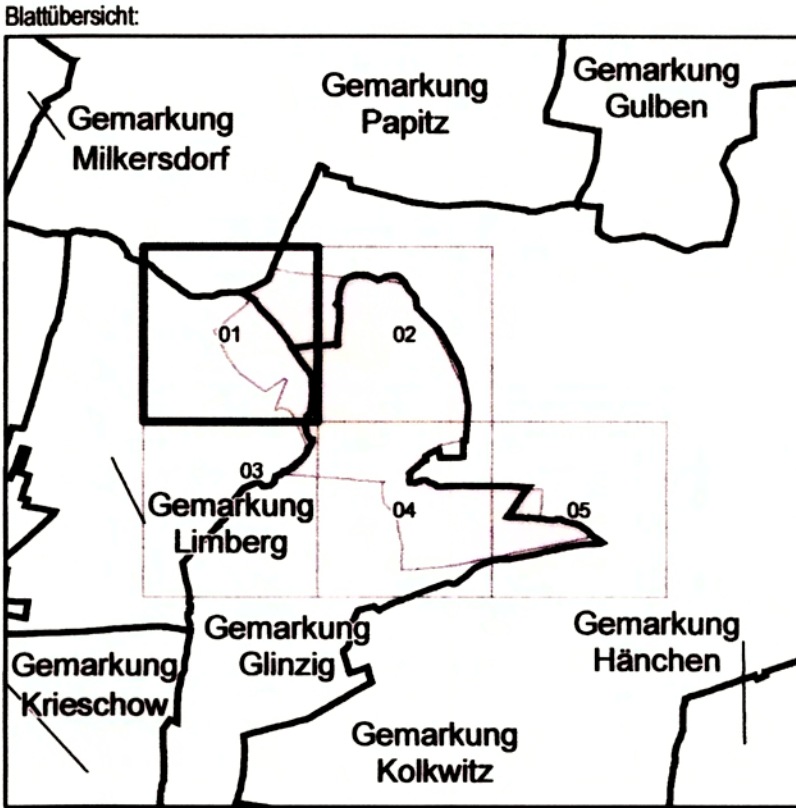 Blattübersicht:
Gemarkung
Milkersdorf
Gemarkung
Papitz
Gemarkung
Gulben
01
02
03
04
05
Gemarkung
Limberg
Gemarkung
Glinzig
Gemarkung
Hänchen
Gemarkung
Krieschow
Gemarkung
Kolkwitz